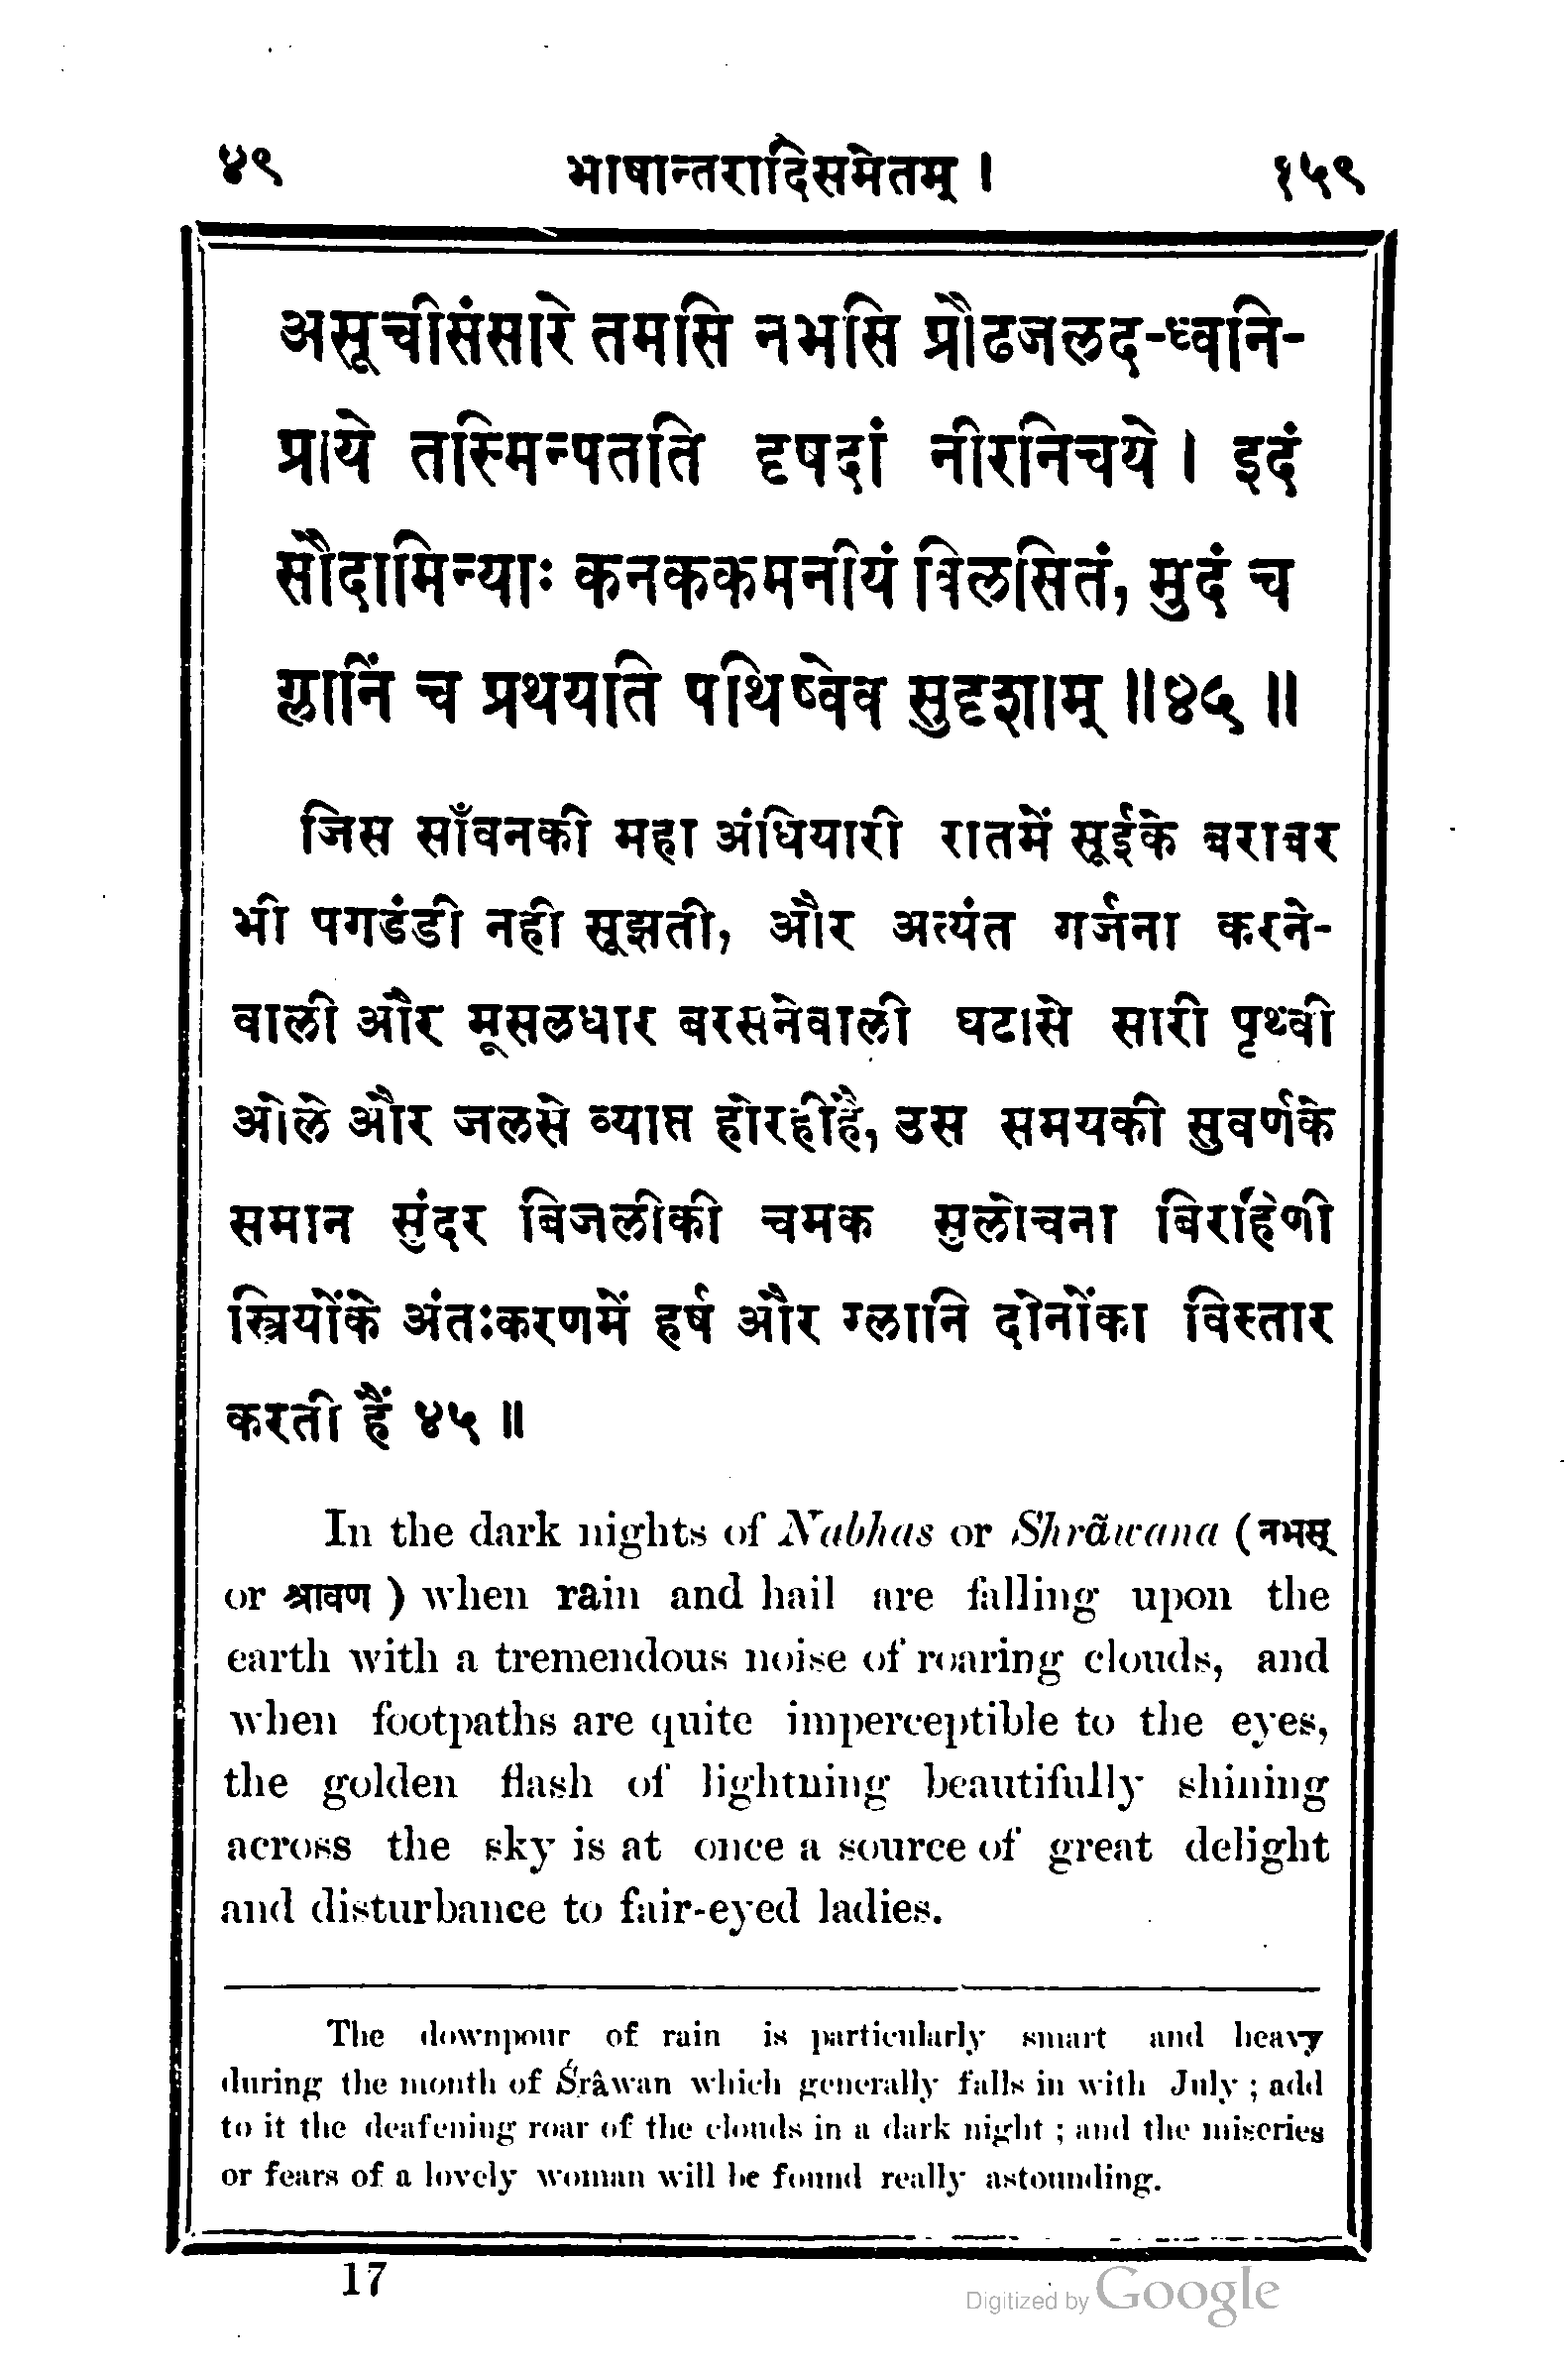 ४९ भाषान्तरादिसमेतम् । १५९
असूचीसंसारे तमसि नभसि प्रौढजलद-ध्वनि-
प्राये तस्मिन्पतति दृषदां नीरनिचये । इदं
सौदामिन्याः कनककमनीयं विलसितं, मुदं च
ग्लानिं च प्रथयति पथिष्वेव सुदृशाम् ॥४५॥
जिस साँवनकी महा अंधियारी रातमें सूईके बराबर
भी पगडंडी नही सूझती, और अत्यंत गर्जना करने-
वाली और मूसलधार बरसनेवाली घटासे सारी पृथ्वी
ओले और जलसे व्याप्त होरहीहै, उस समयकी सुवर्णके
समान सुंदर बिजलीकी चमक सुलोचना विरहिणी
स्त्रियोंके अंतःकरणमें हर्ष और ग्लानि दोनोंका विस्तार
करती हैं ४५ ॥
In the dark nights of Nabhas or Shrãwana (नभस्
or श्रावण ) when rain and hail are falling upon the
earth with a tremendous noise of roaring clouds, and
when footpaths are quite imperceptible to the eyes,
the golden flash of lightning beautifully shining
across the sky is at once a source of great delight
and disturbance to fair-eyed ladies.
The downpour of rain is particularly smart and heavy
during the month of Śrâwan which generally falls in with July ; add
to it the deafening roar of the clouds in a dark night ; and the miseries
or fears of a lovely woman will be found really astounding.
17
Digitized by Google